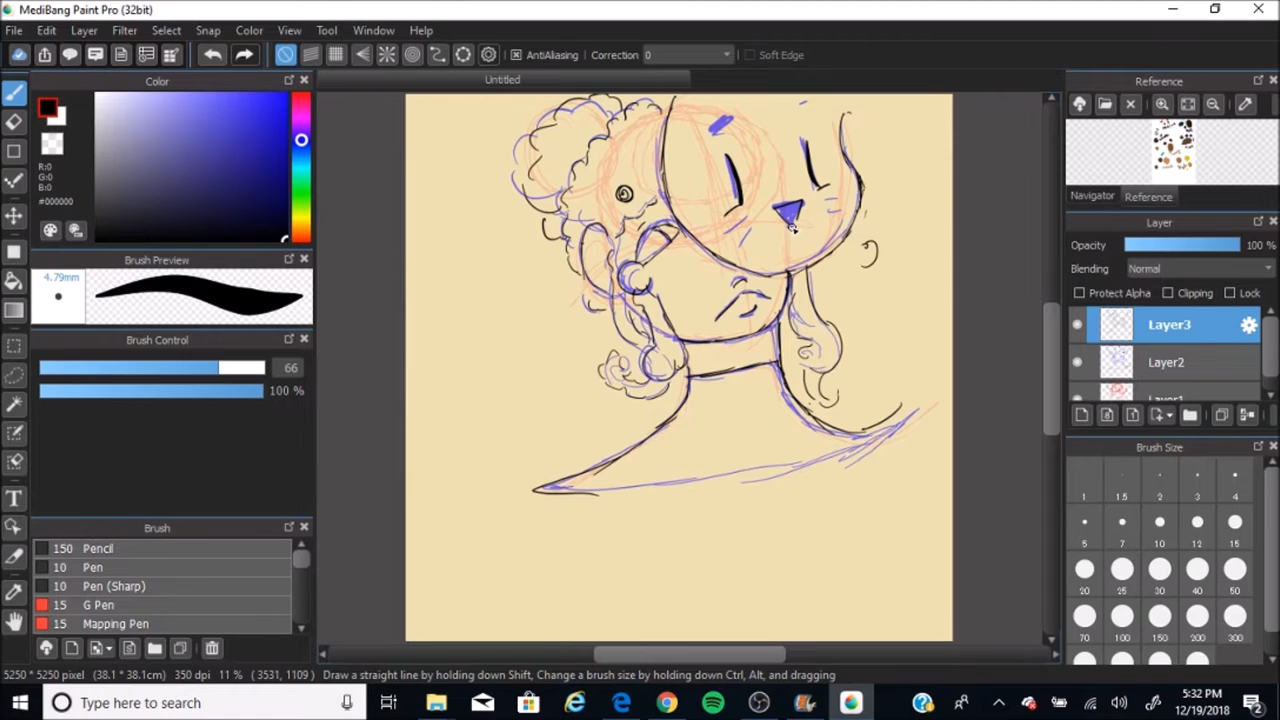 MediBang Paint Pro (32bit)
File Edit Layer Filter Select Snap Color View Tool Window Help
AntiAliasing Correction 0 Soft Edge
Color
Untitled
Reference
R:0
G:0
B:0
#000000
Navigator Reference
Layer
Opacity 100 %
Blending Normal
Protect Alpha Clipping Lock
Layer3
Layer2
Layer1
Brush Preview
4.79mm
Brush Control
66
100 %
Brush
150 Pencil
10 Pen
10 Pen (Sharp)
15 G Pen
15 Mapping Pen
Brush Size
1 1.5 2 3 4
5 7 10 12 15
20 25 30 40 50
70 100 150 200 300
5250 * 5250 pixel (38.1 * 38.1cm) 350 dpi 11 % ( 3531, 1109 ) Draw a straight line by holding down Shift, Change a brush size by holding down Ctrl, Alt, and dragging
Type here to search
5:32 PM
12/19/2018
2